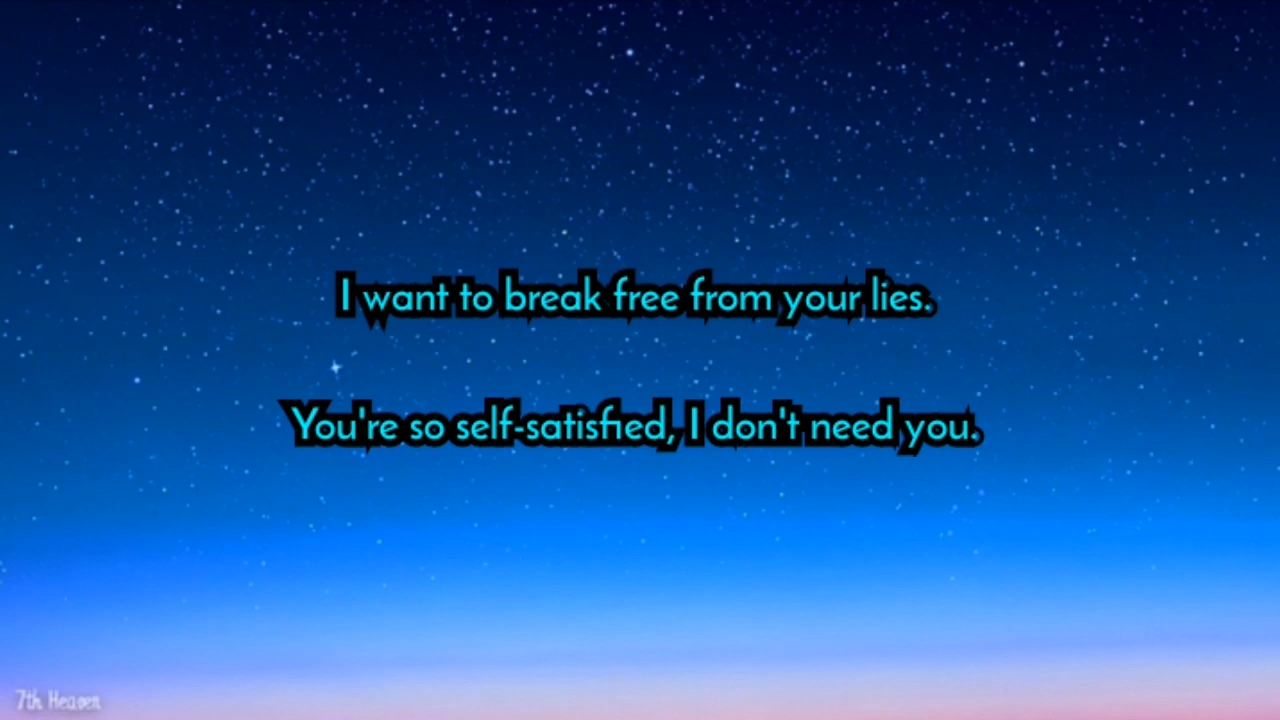 I want to break free from your lies.
You're so self-satisfied, I don't need you.
7th Heaven